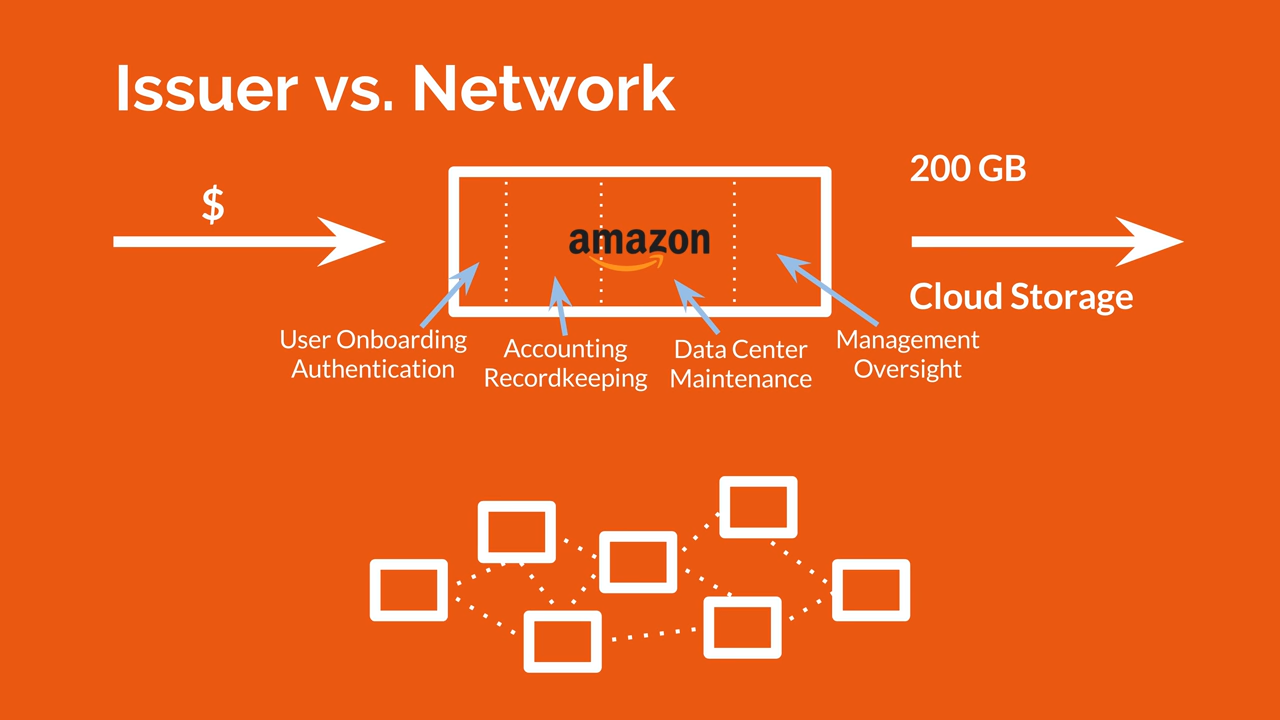 Issuer vs. Network
$
200 GB
amazon
Cloud Storage
User Onboarding
Authentication
Accounting
Recordkeeping
Data Center
Maintenance
Management
Oversight